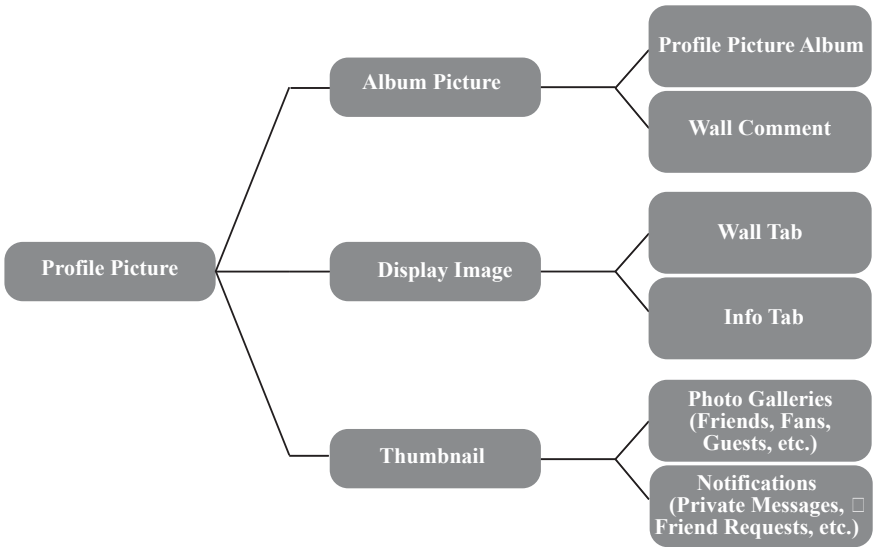 Profile Picture
Album Picture
Profile Picture Album
Wall Comment
Display Image
Wall Tab
Info Tab
Thumbnail
Photo Galleries
(Friends, Fans,
Guests, etc.)
Notifications
(Private Messages, □
Friend Requests, etc.)